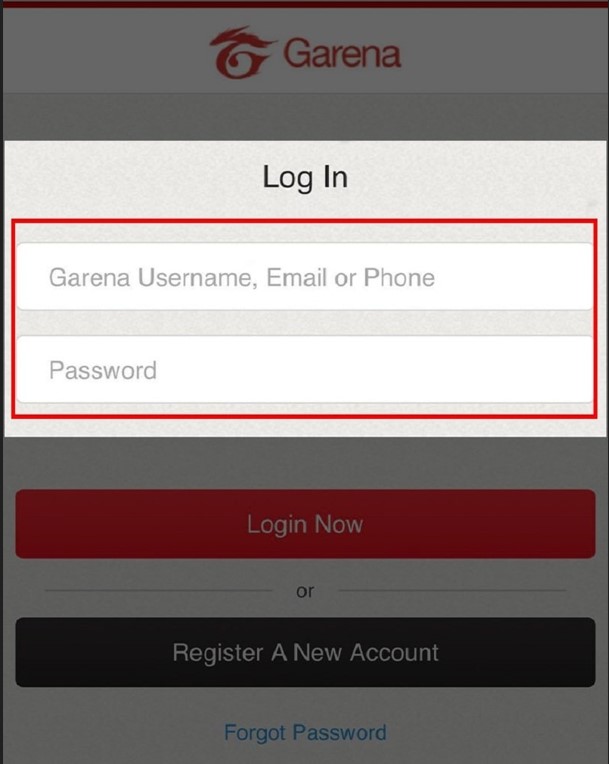 Garena
Log In
Garena Username, Email or Phone
Password
Login Now
or
Register A New Account
Forgot Password